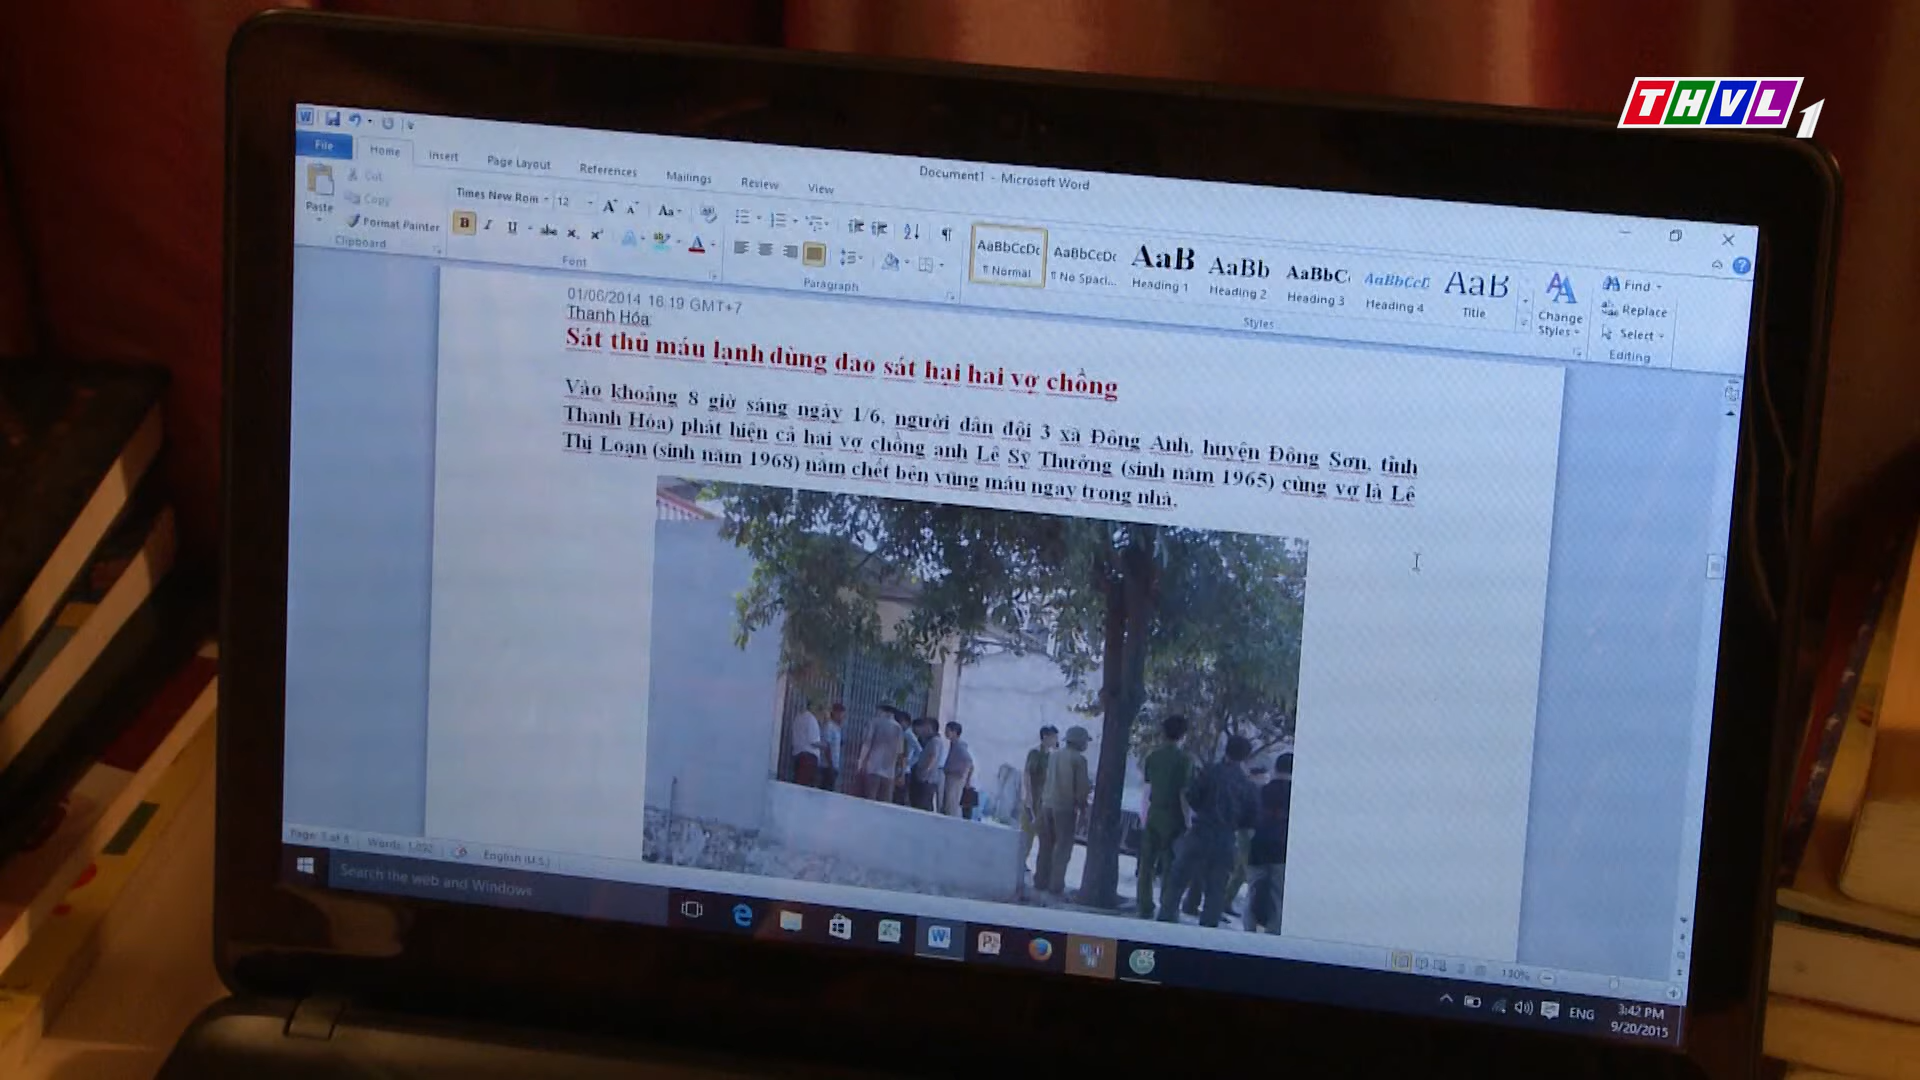 THVL1
Document1 - Microsoft Word
File Home Insert Page Layout References Mailings Review View
Paste
Cut
Copy
Format Painter
Clipboard
Times New Rom 12
Font
Paragraph
AaBbCcDc AaBbCcDc AaB AaBb AaBbC AaBbCcD AaB
¶ Normal ¶ No Spaci... Heading 1 Heading 2 Heading 3 Heading 4 Title
Styles
Change Styles
Find
Replace
Select
Editing
01/06/2014 16:19 GMT+7
Thanh Hóa:
Sát thủ máu lạnh dùng dao sát hại hai vợ chồng
Vào khoảng 8 giờ sáng ngày 1/6, người dân đội 3 xã Đông Anh, huyện Đông Sơn, tỉnh
Thanh Hóa) phát hiện cả hai vợ chồng anh Lê Sỹ Thưởng (sinh năm 1965) cùng vợ là Lê
Thị Loạn (sinh năm 1968) nằm chết bên vũng máu ngay trong nhà.
Words: 1,092 English (U.S.)
130%
Search the web and Windows
ENG
3:42 PM
9/20/2015